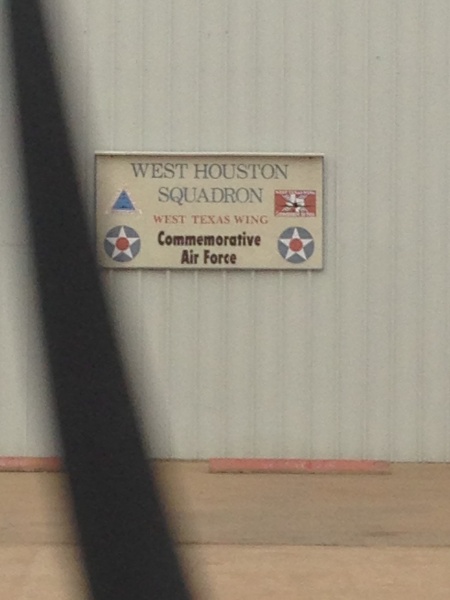 WEST HOUSTON
SQUADRON
WEST TEXAS WING
Commemorative
Air Force